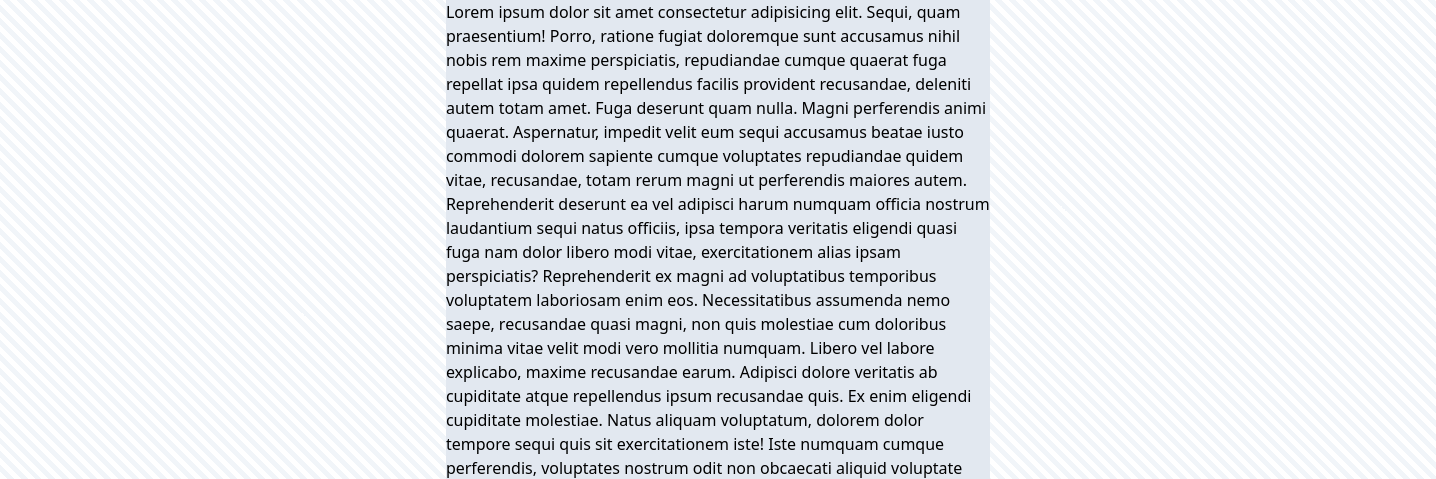 Lorem ipsum dolor sit amet consectetur adipisicing elit. Sequi, quam
praesentium! Porro, ratione fugiat doloremque sunt accusamus nihil
nobis rem maxime perspiciatis, repudiandae cumque quaerat fuga
repellat ipsa quidem repellendus facilis provident recusandae, deleniti
autem totam amet. Fuga deserunt quam nulla. Magni perferendis animi
quaerat. Aspernatur, impedit velit eum sequi accusamus beatae iusto
commodi dolorem sapiente cumque voluptates repudiandae quidem
vitae, recusandae, totam rerum magni ut perferendis maiores autem.
Reprehenderit deserunt ea vel adipisci harum numquam officia nostrum
laudantium sequi natus officiis, ipsa tempora veritatis eligendi quasi
fuga nam dolor libero modi vitae, exercitationem alias ipsam
perspiciatis? Reprehenderit ex magni ad voluptatibus temporibus
voluptatem laboriosam enim eos. Necessitatibus assumenda nemo
saepe, recusandae quasi magni, non quis molestiae cum doloribus
minima vitae velit modi vero mollitia numquam. Libero vel labore
explicabo, maxime recusandae earum. Adipisci dolore veritatis ab
cupiditate atque repellendus ipsum recusandae quis. Ex enim eligendi
cupiditate molestiae. Natus aliquam voluptatum, dolorem dolor
tempore sequi quis sit exercitationem iste! Iste numquam cumque
perferendis, voluptates nostrum odit non obcaecati aliquid voluptate